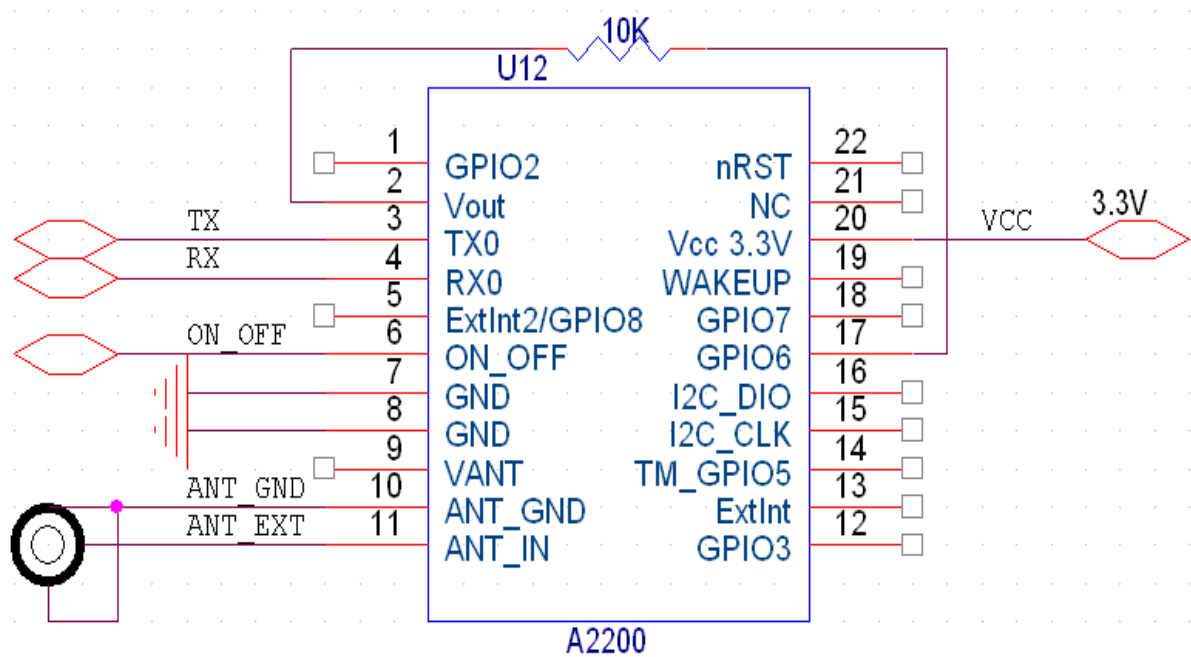 10K
U12
1
GPIO2
2
Vout
TX
3
TX0
RX
4
RX0
5
ExtInt2/GPIO8
ON_OFF
6
ON_OFF
7
GND
8
GND
9
VANT
ANT_GND
10
ANT_GND
ANT_EXT
11
ANT_IN
22
nRST
21
NC
20
Vcc 3.3V
VCC
3.3V
19
WAKEUP
18
GPIO7
17
GPIO6
16
I2C_DIO
15
I2C_CLK
14
TM_GPIO5
13
ExtInt
12
GPIO3
A2200